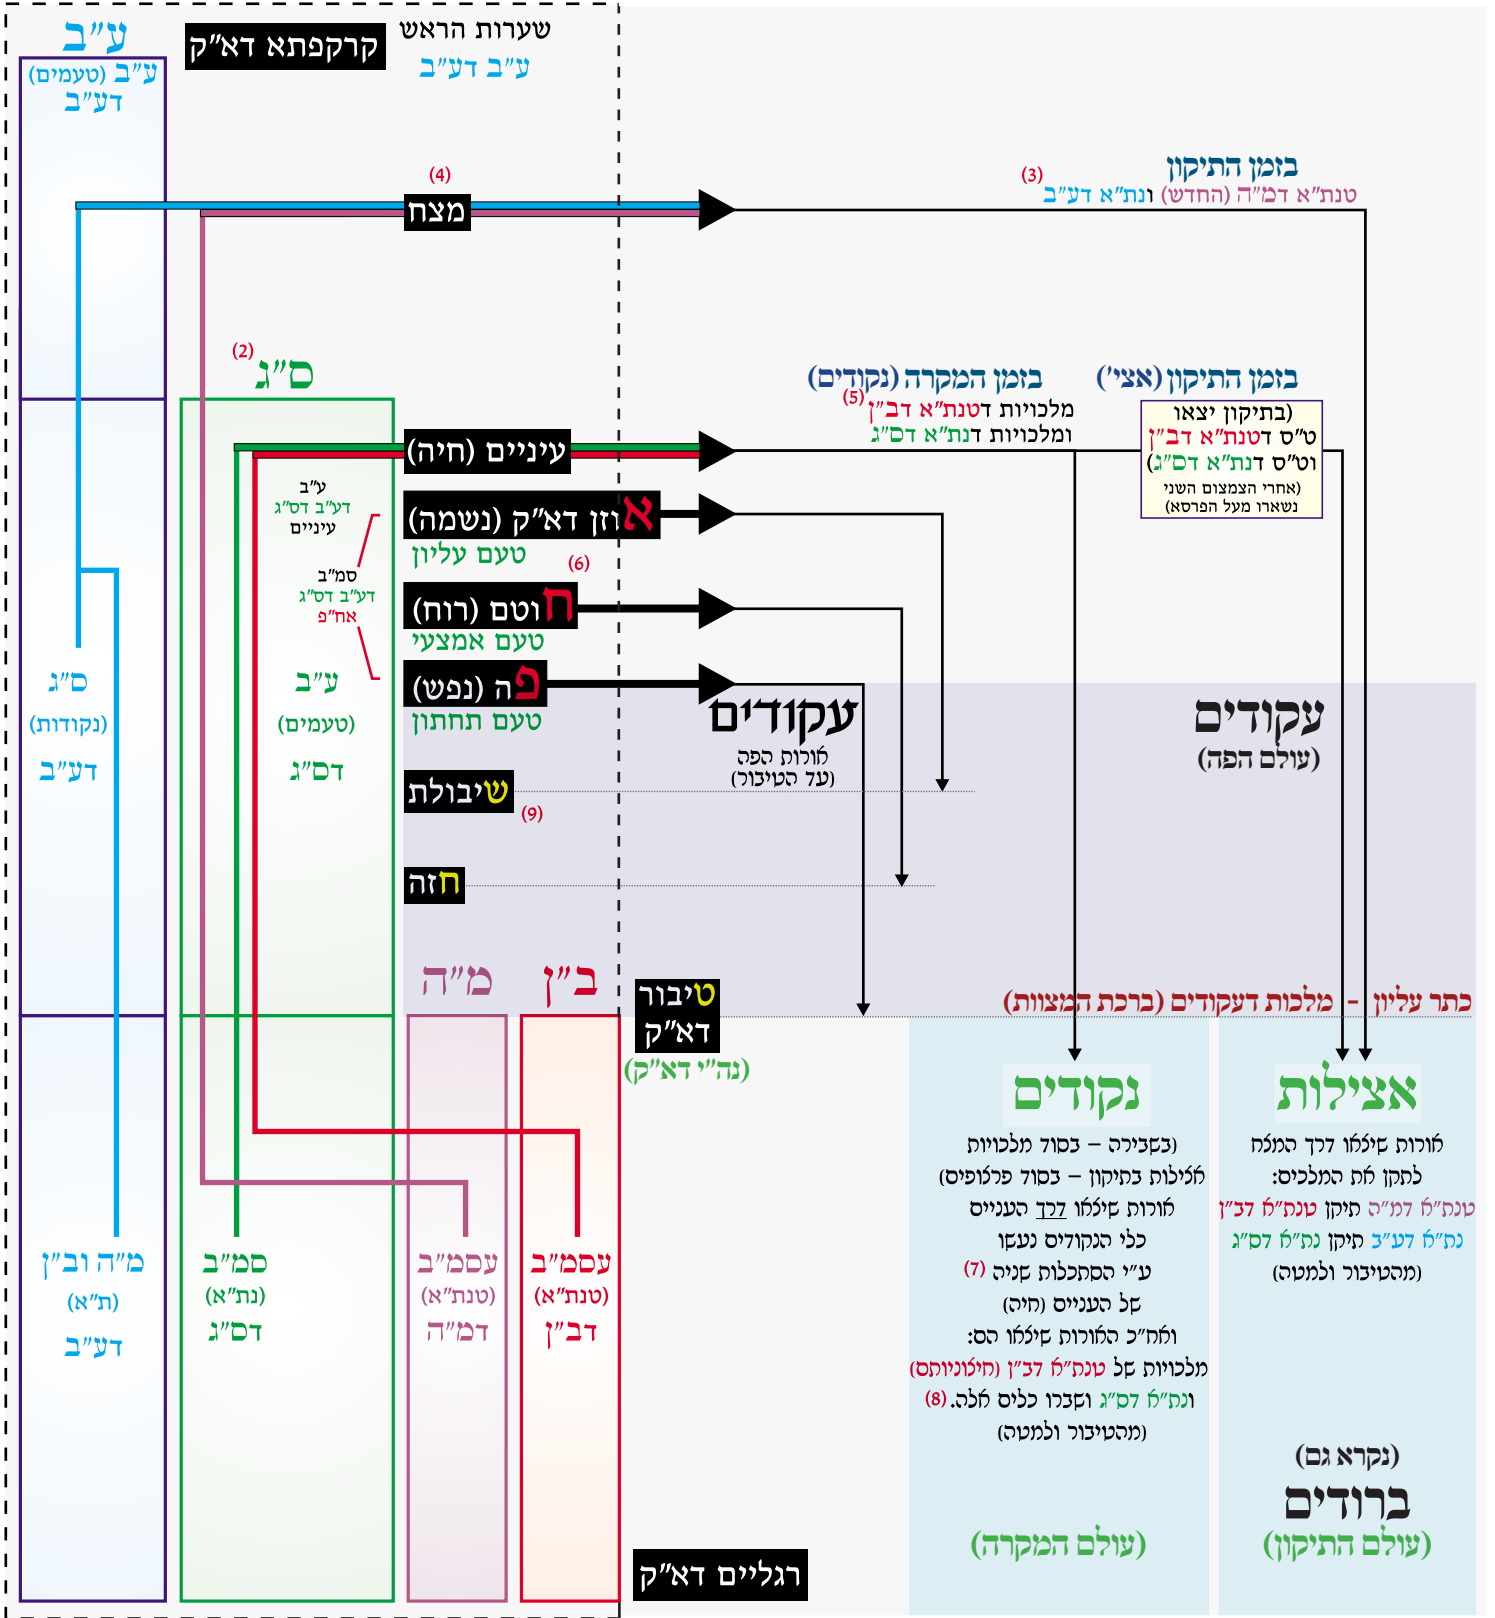 ע"ב
קרקפתא דא"ק
שערות הראש
ע"ב דע"ב
ע"ב (טעמים)
דע"ב
(4)
מצח
בזמן התיקון
(3)
טנת"א דמ"ה (החדש) ונת"א דע"ב
(2)
ס"ג
בזמן התיקון (אצי')
(בתיקון יצאו
ט"ס דטנת"א דב"ן
וט"ס דנת"א דס"ג)
(אחרי הצמצום השני
נשארו מעל הפרסא)
בזמן המקרה (נקודים)
(5)
מלכויות דטנת"א דב"ן
ומלכויות דנת"א דס"ג
עיניים (חיה)
ע"ב
דע"ב דס"ג
עיניים
אוזן דא"ק (נשמה)
טעם עליון
(6)
סמ"ב
דע"ב דס"ג
אח"פ
חוטם (רוח)
טעם אמצעי
פה (נפש)
טעם תחתון
ס"ג
(נקודות)
דע"ב
ע"ב
(טעמים)
דס"ג
עקודים
אורות הפה
(עד הטיבור)
עקודים
(עולם הפה)
שיבולת
(9)
חזה
מ"ה
ב"ן
טיבור
דא"ק
(נה"י דא"ק)
כתר עליון - מלכות דעקודים (ברכת המצוות)
אצילות
אורות שיצאו דרך המצח
לתקן את המלכים:
טנת"א דמ"ה תיקן טנת"א דב"ן
נת"א דע"ב תיקן נת"א דס"ג
(מהטיבור ולמטה)
(נקרא גם)
ברודים
(עולם התיקון)
נקודים
(בשבירה – בסוד מלכויות
אצילות בתיקון – בסוד פרצופים)
אורות שיצאו דרך העניים
כלי הנקודים נעשו
ע"י הסתכלות שניה (7)
של העניים (חיה)
ואח"כ האורות שיצאו הם:
מלכויות של טנת"א דב"ן (חיצוניותם)
ונת"א דס"ג ושברו כלים אלה. (8)
(מהטיבור ולמטה)
(עולם המקרה)
מ"ה וב"ן
(ת"א)
דע"ב
סמ"ב
(נת"א)
דס"ג
עסמ"ב
(טנת"א)
דמ"ה
עסמ"ב
(טנת"א)
דב"ן
רגליים דא"ק